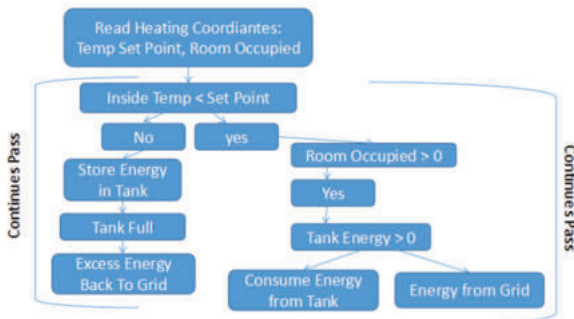 Read Heating Coordiantes:
Temp Set Point, Room Occupied
Inside Temp < Set Point
No
yes
Room Occupied > 0
Store Energy
in Tank
Yes
Tank Full
Tank Energy > 0
Excess Energy
Back To Grid
Consume Energy
from Tank
Energy from Grid
Continues Pass
Continues Pass